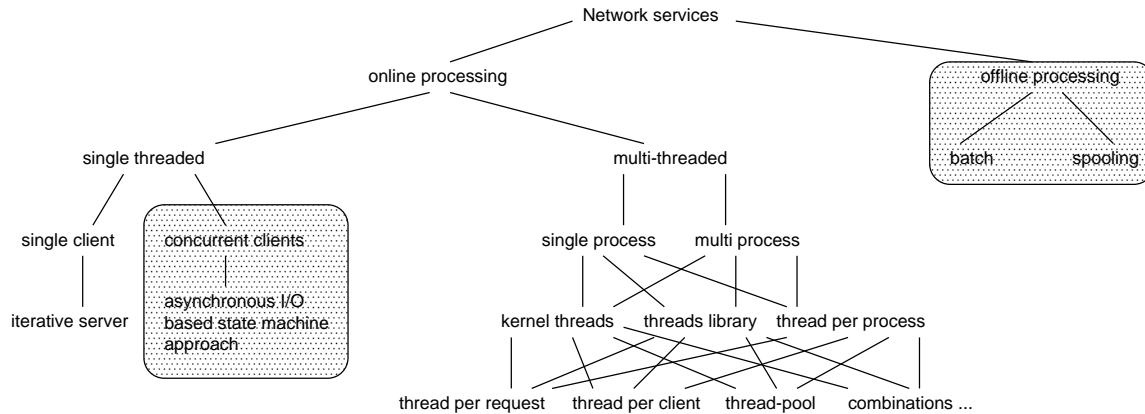 Network services
online processing
offline processing
single threaded
multi-threaded
batch
spooling
single client
concurrent clients
single process
multi process
iterative server
asynchronous I/O
based state machine
approach
kernel threads
threads library
thread per process
thread per request
thread per client
thread-pool
combinations ...